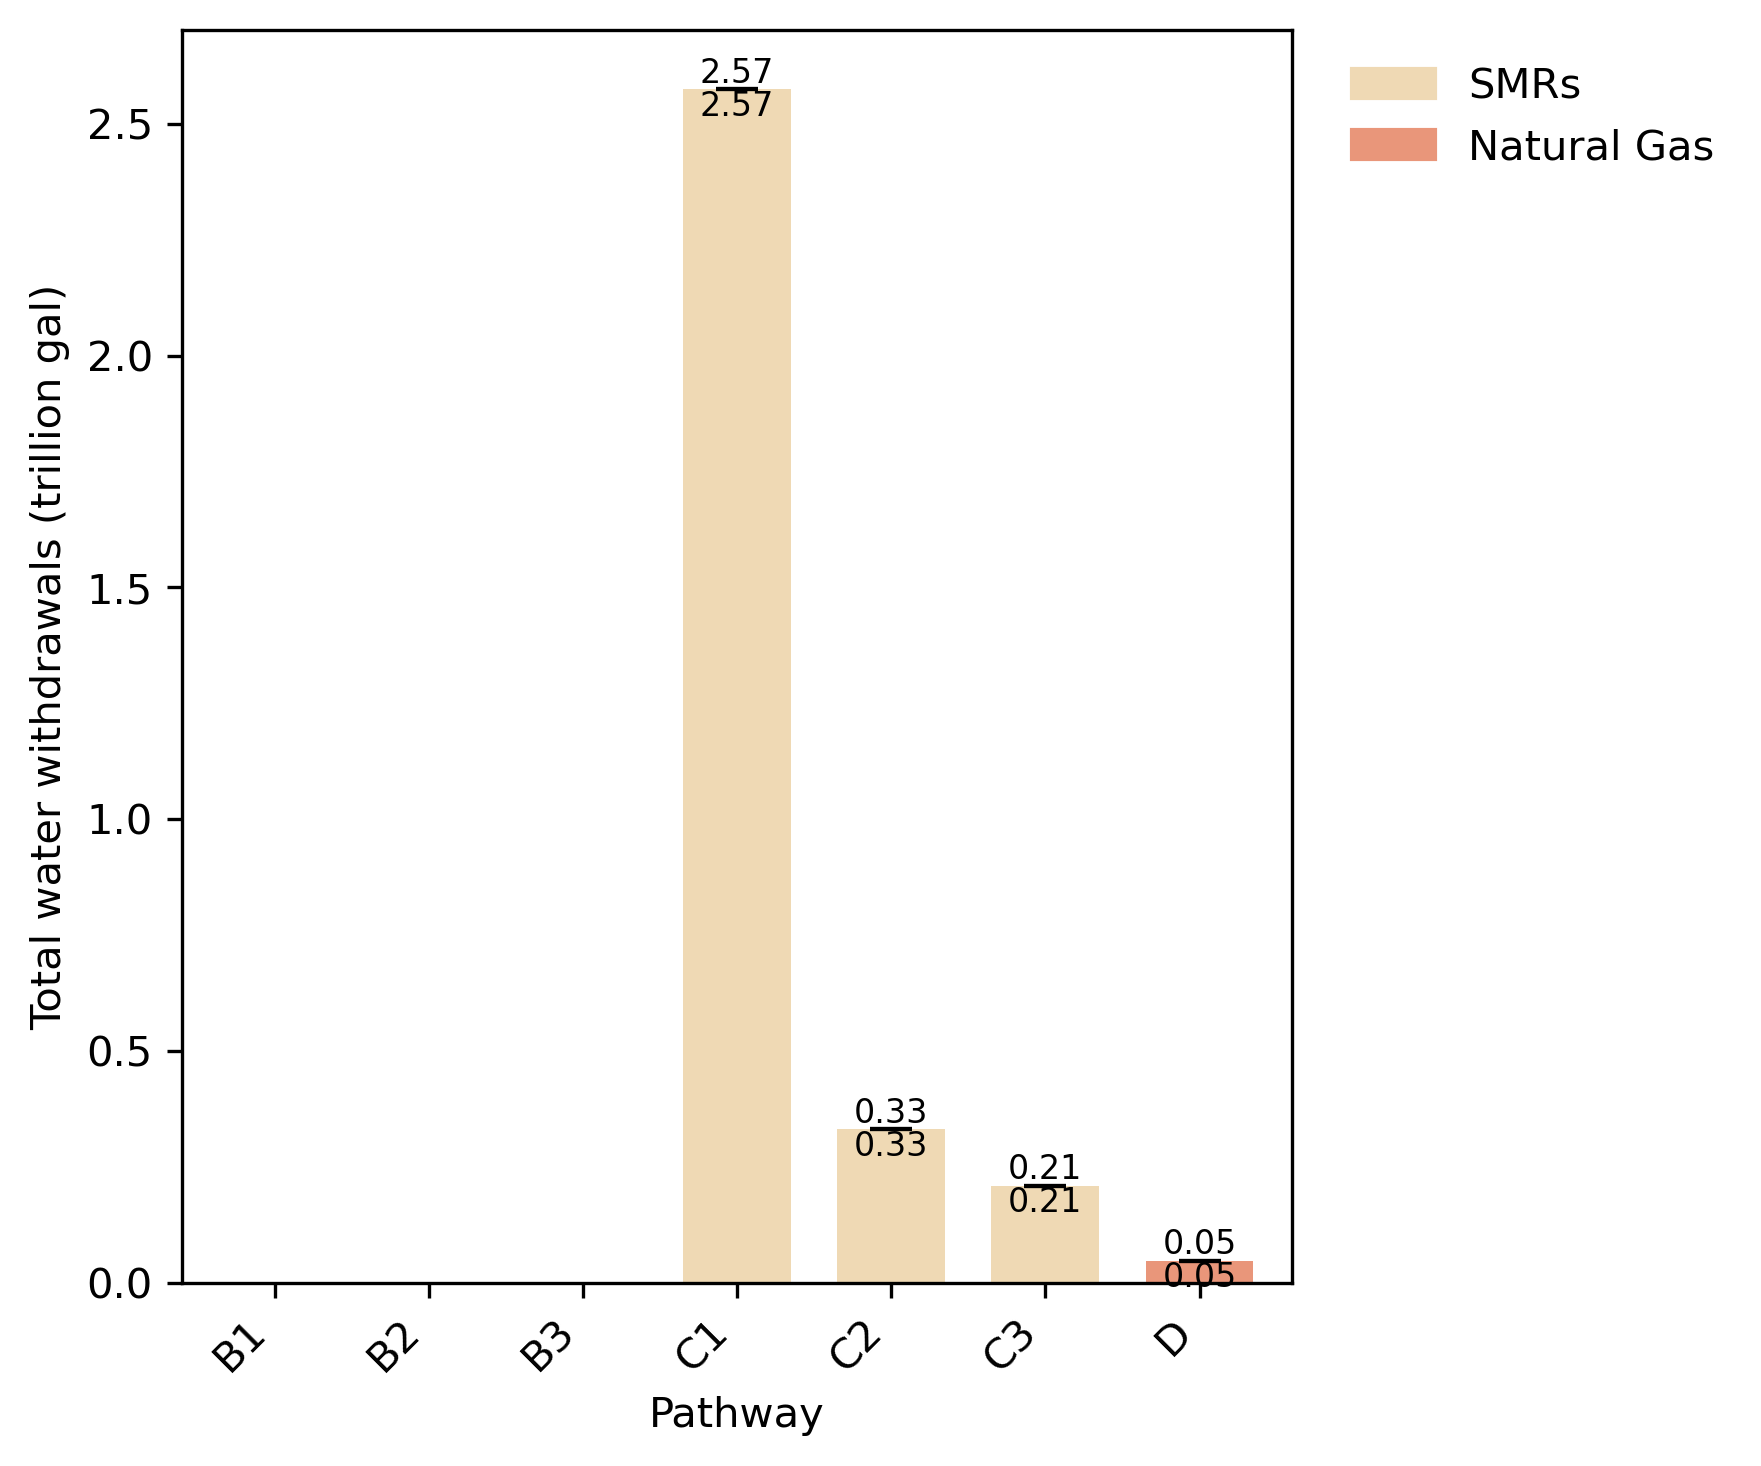 SMRs
Natural Gas
Total water withdrawals (trillion gal)
2.5
2.0
1.5
1.0
0.5
0.0
2.57
2.57
0.33
0.33
0.21
0.21
0.05
0.05
B1
B2
B3
C1
C2
C3
D
Pathway